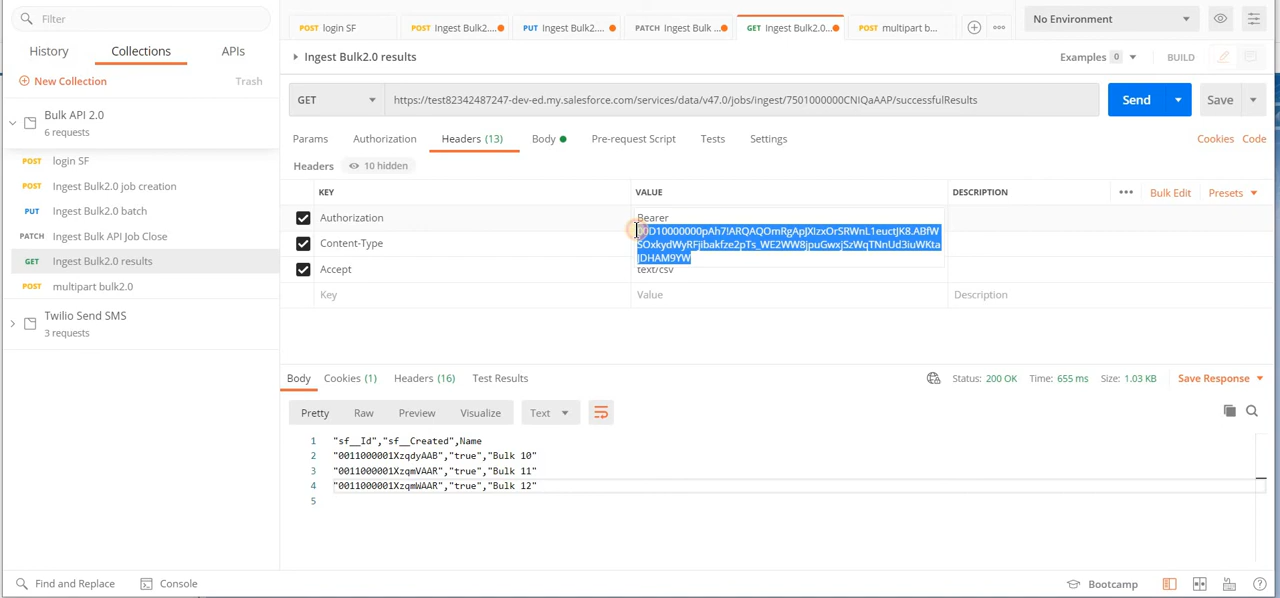 Filter
History
Collections
APIs
New Collection
Trash
Bulk API 2.0
6 requests
POST login SF
POST Ingest Bulk2.0 job creation
PUT Ingest Bulk2.0 batch
PATCH Ingest Bulk API Job Close
GET Ingest Bulk2.0 results
POST multipart bulk2.0
Twilio Send SMS
3 requests
POST login SF
POST Ingest Bulk2....
PUT Ingest Bulk2....
PATCH Ingest Bulk ...
GET Ingest Bulk2.0...
POST multipart b...
No Environment
Ingest Bulk2.0 results
Examples 0
BUILD
GET
https://test82342487247-dev-ed.my.salesforce.com/services/data/v47.0/jobs/ingest/7501000000CNIQaAAP/successfulResults
Send
Save
Params
Authorization
Headers (13)
Body
Pre-request Script
Tests
Settings
Cookies
Code
Headers
10 hidden
KEY
VALUE
DESCRIPTION
Bulk Edit
Presets
Authorization
Bearer
Content-Type
Accept
text/csv
Key
Value
Description
Body
Cookies (1)
Headers (16)
Test Results
Status: 200 OK
Time: 655 ms
Size: 1.03 KB
Save Response
Pretty
Raw
Preview
Visualize
Text
1 "sf__Id","sf__Created",Name
2 "0011000001XzqdyAAB","true","Bulk 10"
3 "0011000001XzqmVAAR","true","Bulk 11"
4 "0011000001XzqmWAAR","true","Bulk 12"
5
Find and Replace
Console
Bootcamp